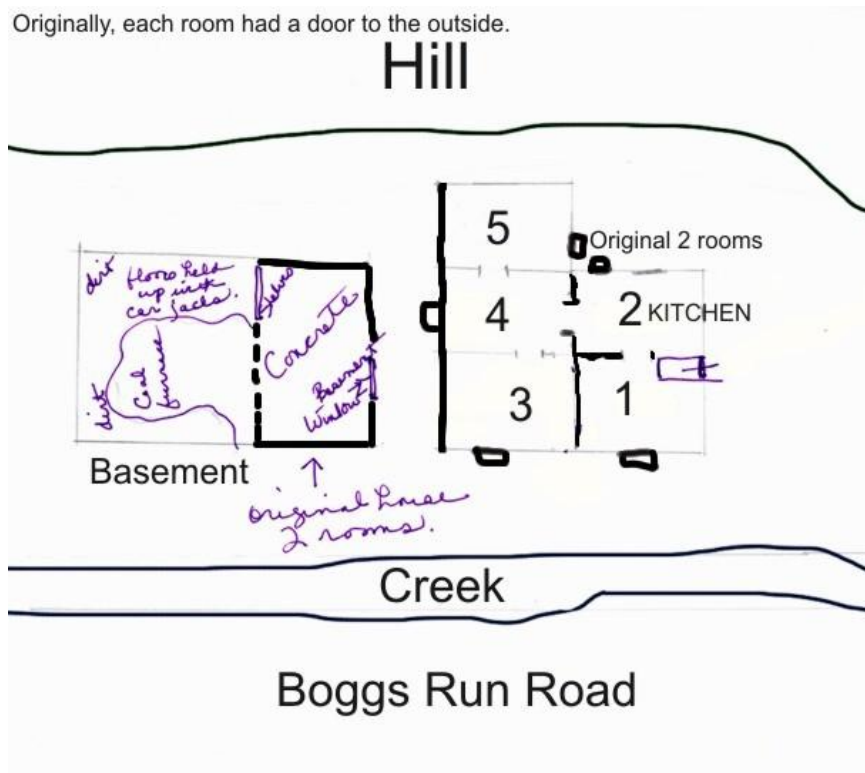 Originally, each room had a door to the outside.
Hill
5
Original 2 rooms
4
2 KITCHEN
3
1
dirt
floors held
up with
car jacks.
Shelves
Concrete
Coal
furnace
dirt
Basement
Window
Basement
original house
2 rooms.
Creek
Boggs Run Road